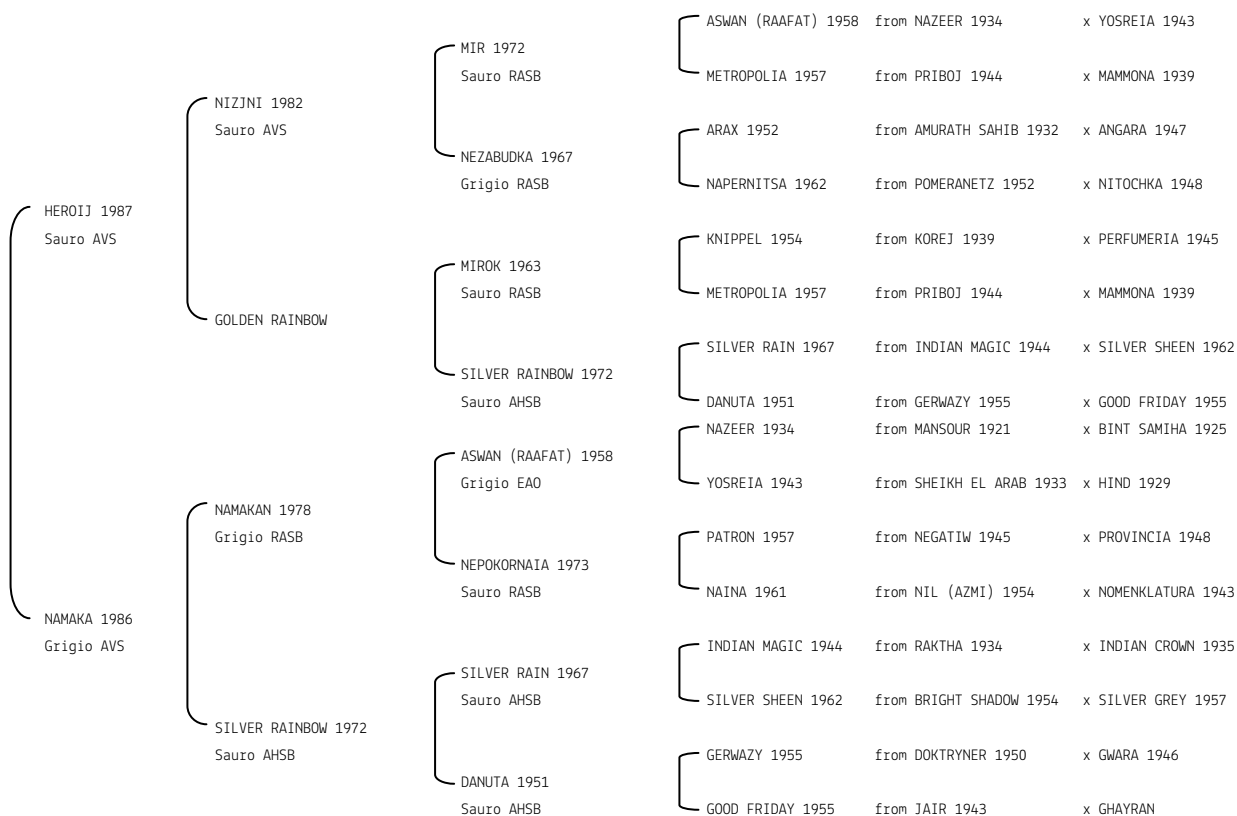 ASWAN (RAAFAT) 1958 from NAZEER 1934 x YOSREIA 1943
MIR 1972
Sauro RASB
METROPOLIA 1957 from PRIBOJ 1944 x MAMMONA 1939
NIZJNI 1982
Sauro AVS
ARAX 1952 from AMURATH SAHIB 1932 x ANGARA 1947
NEZABUDKA 1967
Grigio RASB
NAPERNITSA 1962 from POMERANETZ 1952 x NITOCHKA 1948
HEROIJ 1987
Sauro AVS
KNIPPEL 1954 from KOREJ 1939 x PERFUMERIA 1945
MIROK 1963
Sauro RASB
METROPOLIA 1957 from PRIBOJ 1944 x MAMMONA 1939
GOLDEN RAINBOW
SILVER RAIN 1967 from INDIAN MAGIC 1944 x SILVER SHEEN 1962
SILVER RAINBOW 1972
Sauro AHSB
DANUTA 1951 from GERWAZY 1955 x GOOD FRIDAY 1955
NAZEER 1934 from MANSOUR 1921 x BINT SAMIHA 1925
ASWAN (RAAFAT) 1958
Grigio EAO
YOSREIA 1943 from SHEIKH EL ARAB 1933 x HIND 1929
NAMAKAN 1978
Grigio RASB
PATRON 1957 from NEGATIW 1945 x PROVINCIA 1948
NEPOKORNAIA 1973
Sauro RASB
NAINA 1961 from NIL (AZMI) 1954 x NOMENKLATURA 1943
NAMAKA 1986
Grigio AVS
INDIAN MAGIC 1944 from RAKTHA 1934 x INDIAN CROWN 1935
SILVER RAIN 1967
Sauro AHSB
SILVER SHEEN 1962 from BRIGHT SHADOW 1954 x SILVER GREY 1957
SILVER RAINBOW 1972
Sauro AHSB
GERWAZY 1955 from DOKTRYNER 1950 x GWARA 1946
DANUTA 1951
Sauro AHSB
GOOD FRIDAY 1955 from JAIR 1943 x GHAYRAN